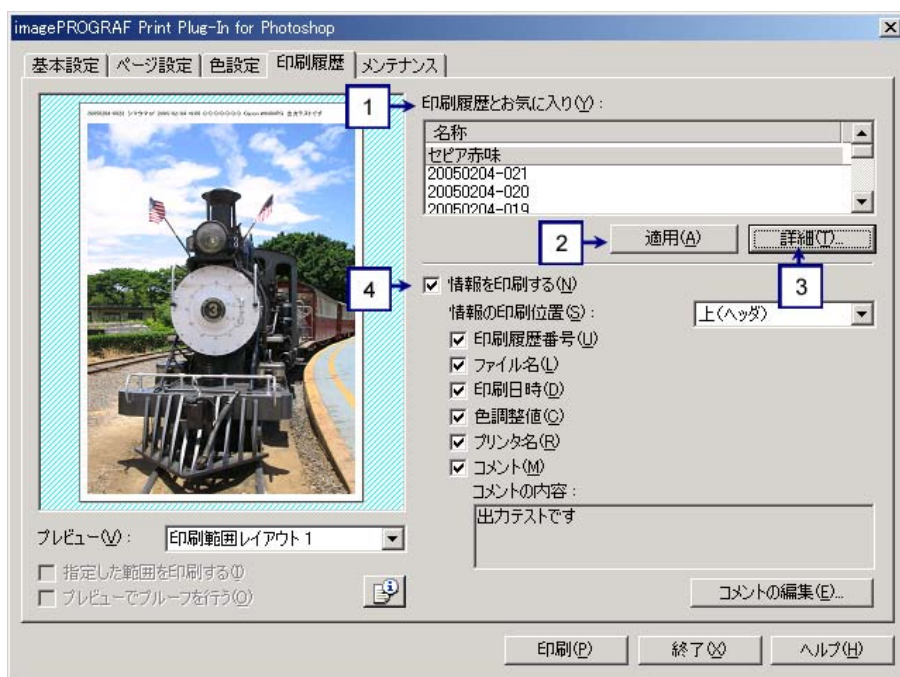 imagePROGRAF Print Plug-In for Photoshop
基本設定 ページ設定 色設定 印刷履歴 メンテナンス
1
印刷履歴とお気に入り(Y) :
名称
セピア赤味
20050204-021
20050204-020
20050204-019
2
適用(A)
詳細(T)...
3
4
情報を印刷する(N)
情報の印刷位置(S) :
上(ヘッダ)
印刷履歴番号(U)
ファイル名(L)
印刷日時(D)
色調整値(C)
プリンタ名(R)
コメント(M)
コメントの内容 :
出力テストです
プレビュー(V) :
印刷範囲レイアウト 1
指定した範囲を印刷する(I)
プレビューでプルーフを行う(O)
コメントの編集(E)...
印刷(P)
終了(X)
ヘルプ(H)